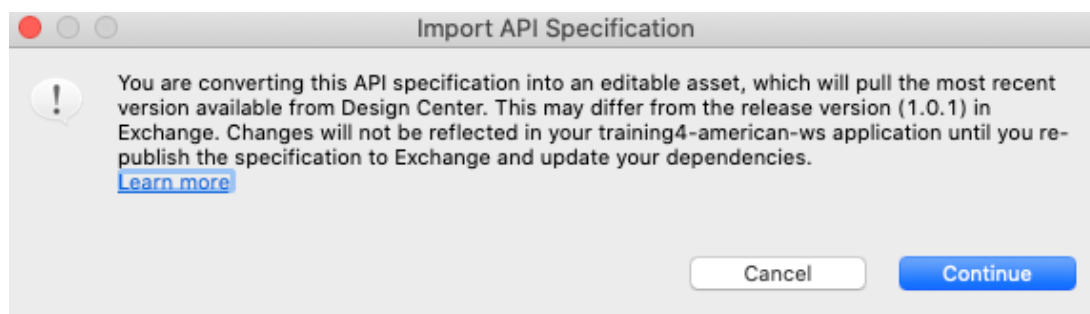 Import API Specification
You are converting this API specification into an editable asset, which will pull the most recent
version available from Design Center. This may differ from the release version (1.0.1) in
Exchange. Changes will not be reflected in your training4-american-ws application until you re-
publish the specification to Exchange and update your dependencies.
Learn more
Cancel
Continue